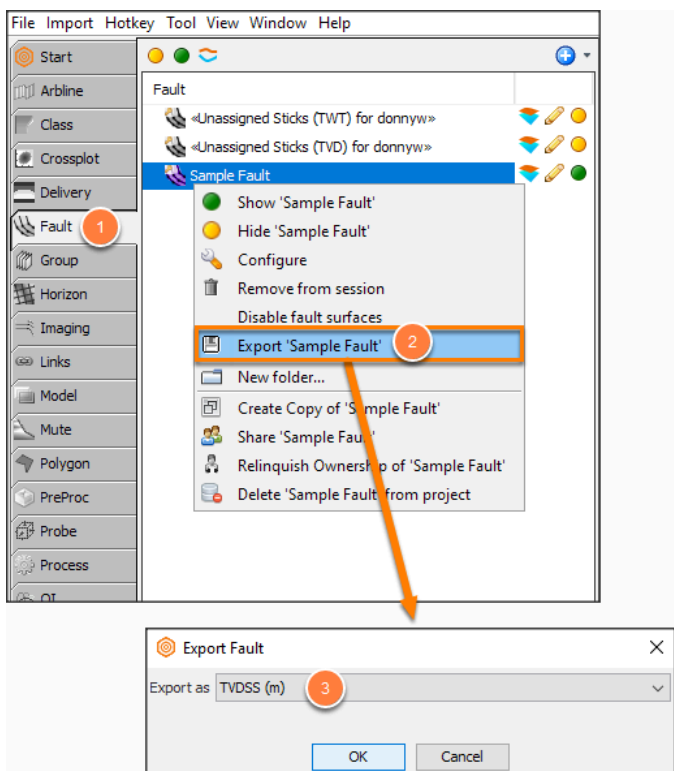 File Import Hotkey Tool View Window Help
Start
Arbline
Class
Crossplot
Delivery
Fault 1
Group
Horizon
Imaging
Links
Model
Mute
Polygon
PreProc
Probe
Process
QI
Fault
«Unassigned Sticks (TWT) for donnyw»
«Unassigned Sticks (TVD) for donnyw»
Sample Fault
Show 'Sample Fault'
Hide 'Sample Fault'
Configure
Remove from session
Disable fault surfaces
Export 'Sample Fault' 2
New folder...
Create Copy of 'Sample Fault'
Share 'Sample Fault'
Relinquish Ownership of 'Sample Fault'
Delete 'Sample Fault' from project
Export Fault
Export as TVDSS (m) 3
OK Cancel